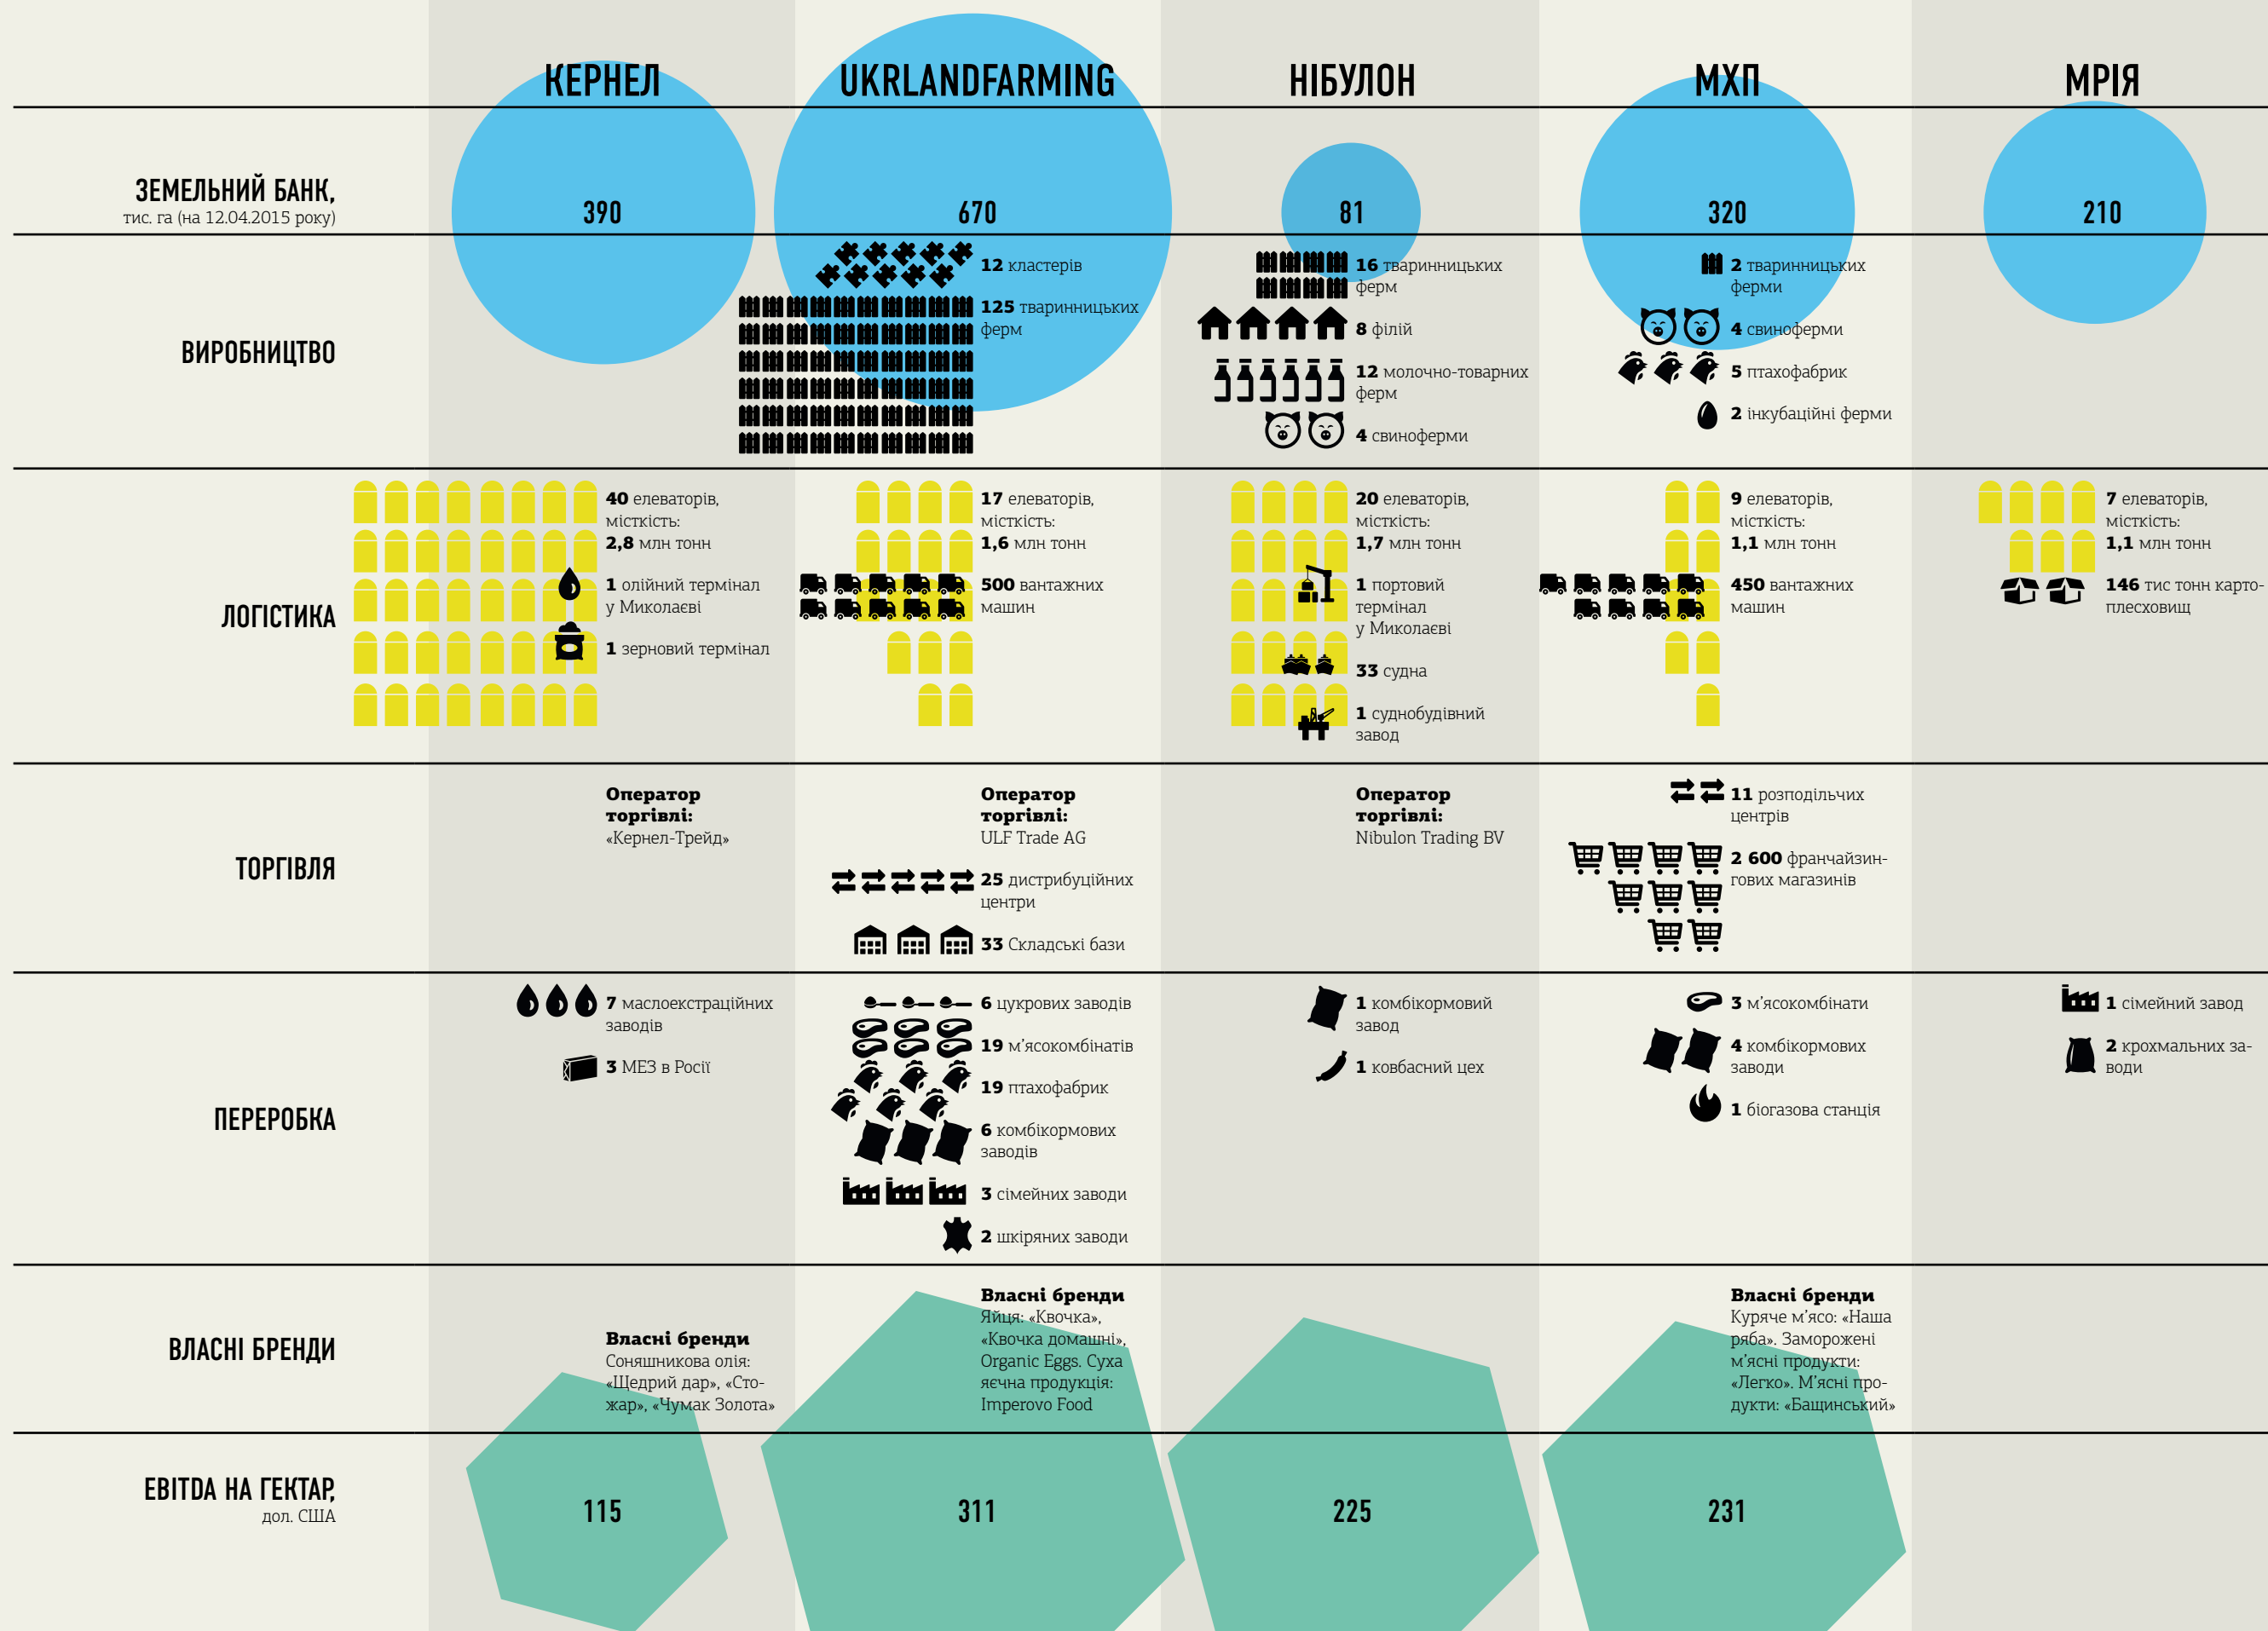 КЕРНЕЛ
UKRLANDFARMING
НІБУЛОН
МХП
МРІЯ
ЗЕМЕЛЬНИЙ БАНК,
тис. га (на 12.04.2015 року)
390
670
81
320
210
ВИРОБНИЦТВО
12 кластерів
125 тваринницьких
ферм
16 тваринницьких
ферм
8 філій
12 молочно-товарних
ферм
4 свиноферми
2 тваринницьких
ферми
4 свиноферми
5 птахофабрик
2 інкубаційні ферми
ЛОГІСТИКА
40 елеваторів,
місткість:
2,8 млн тонн
1 олійний термінал
у Миколаєві
1 зерновий термінал
17 елеваторів,
місткість:
1,6 млн тонн
500 вантажних
машин
20 елеваторів,
місткість:
1,7 млн тонн
1 портовий
термінал
у Миколаєві
33 судна
1 суднобудівний
завод
9 елеваторів,
місткість:
1,1 млн тонн
450 вантажних
машин
7 елеваторів,
місткість:
1,1 млн тонн
146 тис тонн карто-
плесховищ
ТОРГІВЛЯ
Оператор
торгівлі:
«Кернел-Трейд»
Оператор
торгівлі:
ULF Trade AG
25 дистрибуційних
центри
33 Складські бази
Оператор
торгівлі:
Nibulon Trading BV
11 розподільчих
центрів
2 600 франчайзин-
гових магазинів
ПЕРЕРОБКА
7 маслоекстраційних
заводів
3 МЕЗ в Росії
6 цукрових заводів
19 м’ясокомбінатів
19 птахофабрик
6 комбікормових
заводів
3 сімейних заводи
2 шкіряних заводи
1 комбікормовий
завод
1 ковбасний цех
3 м’ясокомбінати
4 комбікормових
заводи
1 біогазова станція
1 сімейний завод
2 крохмальних за-
води
ВЛАСНІ БРЕНДИ
Власні бренди
Соняшникова олія:
«Щедрий дар», «Сто-
жар», «Чумак Золота»
Власні бренди
Яйця: «Квочка»,
«Квочка домашні»,
Organic Eggs. Суха
яєчна продукція:
Imperovo Food
Власні бренди
Куряче м’ясо: «Наша
ряба». Заморожені
м’ясні продукти:
«Легко». М’ясні про-
дукти: «Бащинський»
EBITDA НА ГЕКТАР,
дол. США
115
311
225
231